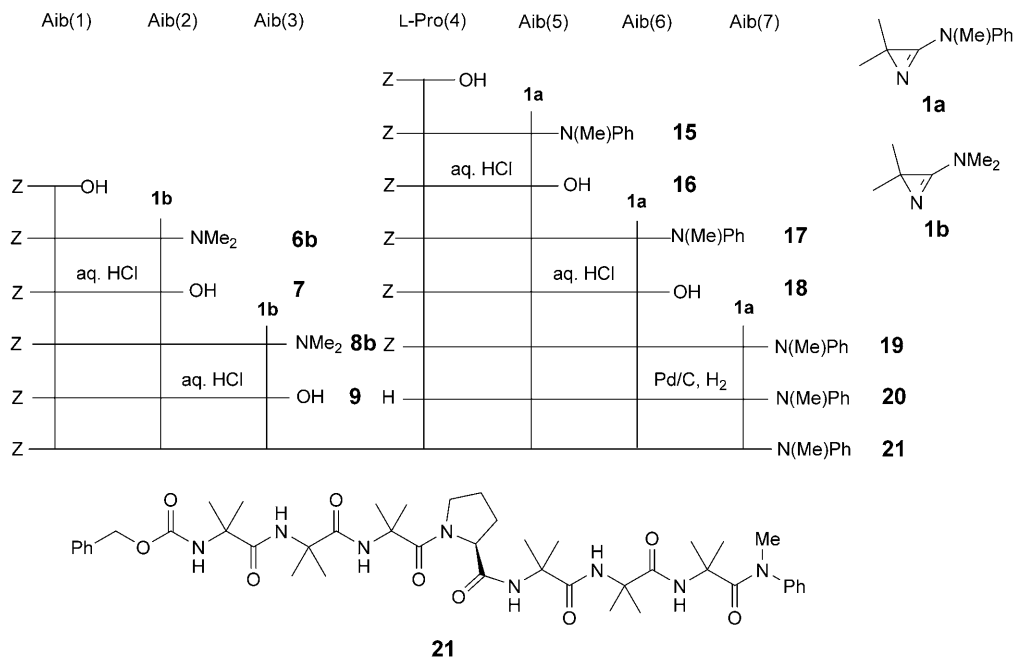 Aib(1) Aib(2) Aib(3) L-Pro(4) Aib(5) Aib(6) Aib(7)
N(Me)Ph
N
1a
Z OH
1a
Z N(Me)Ph 15
aq. HCl
Z OH 16
NMe2
N
1b
Z OH
1b
1a
Z NMe2 6b
Z N(Me)Ph 17
aq. HCl
aq. HCl
Z OH 7
Z OH 18
1b
1a
Z NMe2 8b
Z N(Me)Ph 19
aq. HCl
Pd/C, H2
Z OH 9
H N(Me)Ph 20
Z N(Me)Ph 21
O H N O O O Me
Ph O N H O N H O N O N H O H N O N H O N Ph
21